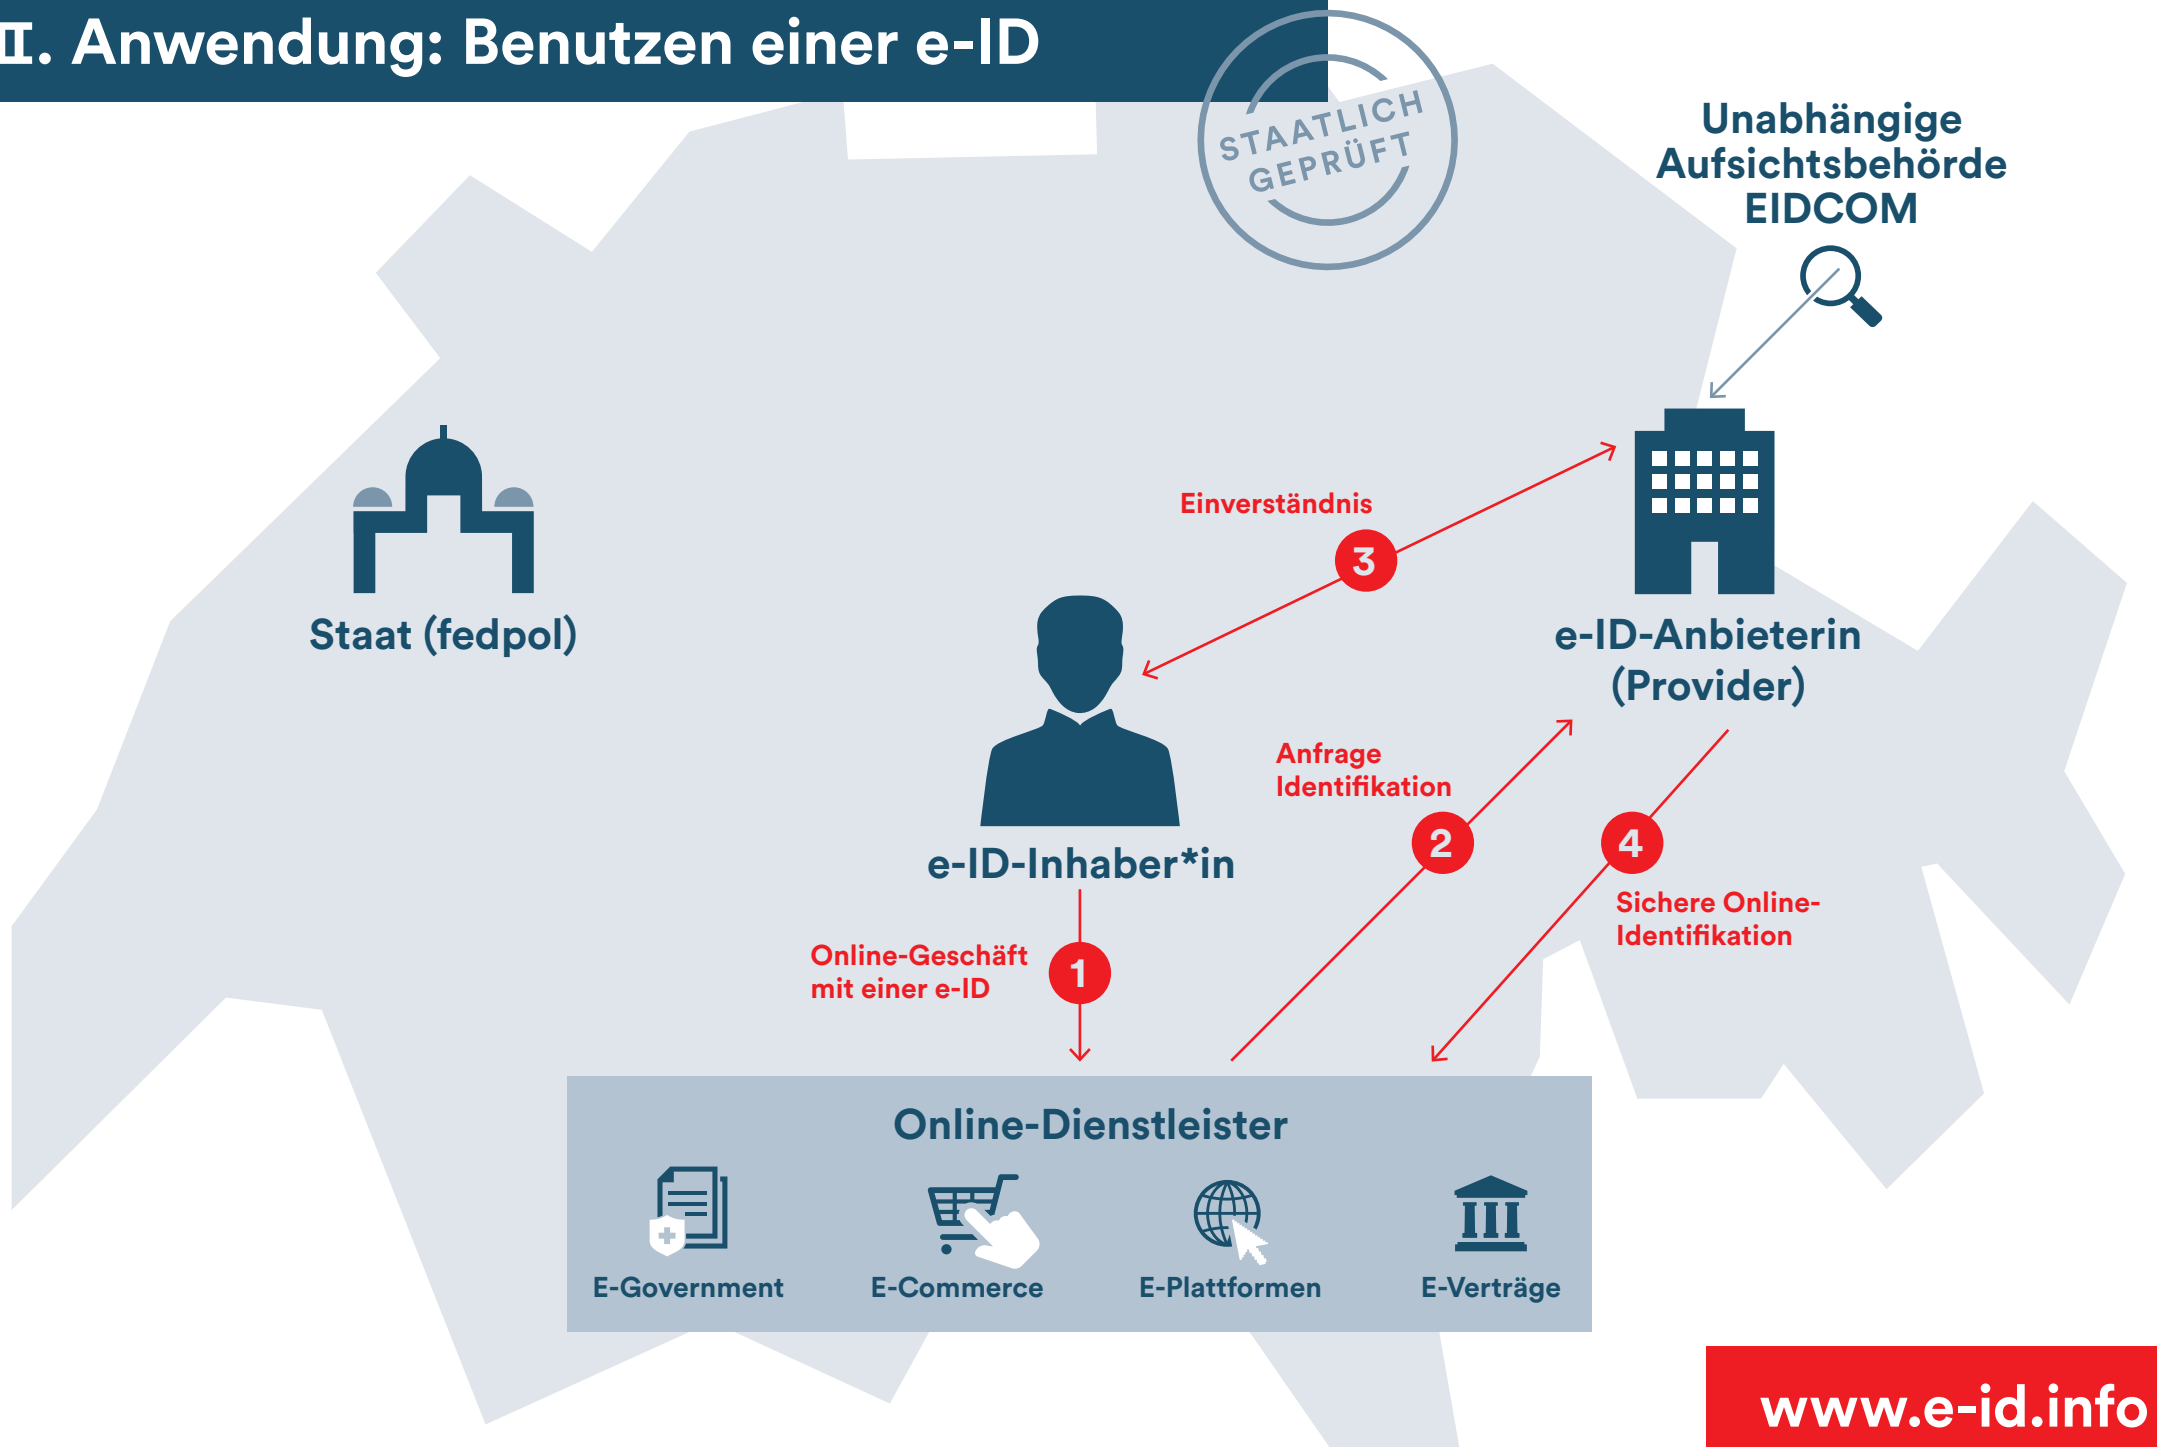 II. Anwendung: Benutzen einer e-ID
STAATLICH
GEPRÜFT
Unabhängige
Aufsichtsbehörde
EIDCOM
Staat (fedpol)
Einverständnis
3
e-ID-Anbieterin
(Provider)
e-ID-Inhaber*in
Anfrage
Identifikation
2
4
Sichere Online-
Identifikation
Online-Geschäft
mit einer e-ID
1
Online-Dienstleister
E-Government
E-Commerce
E-Plattformen
E-Verträge
www.e-id.info